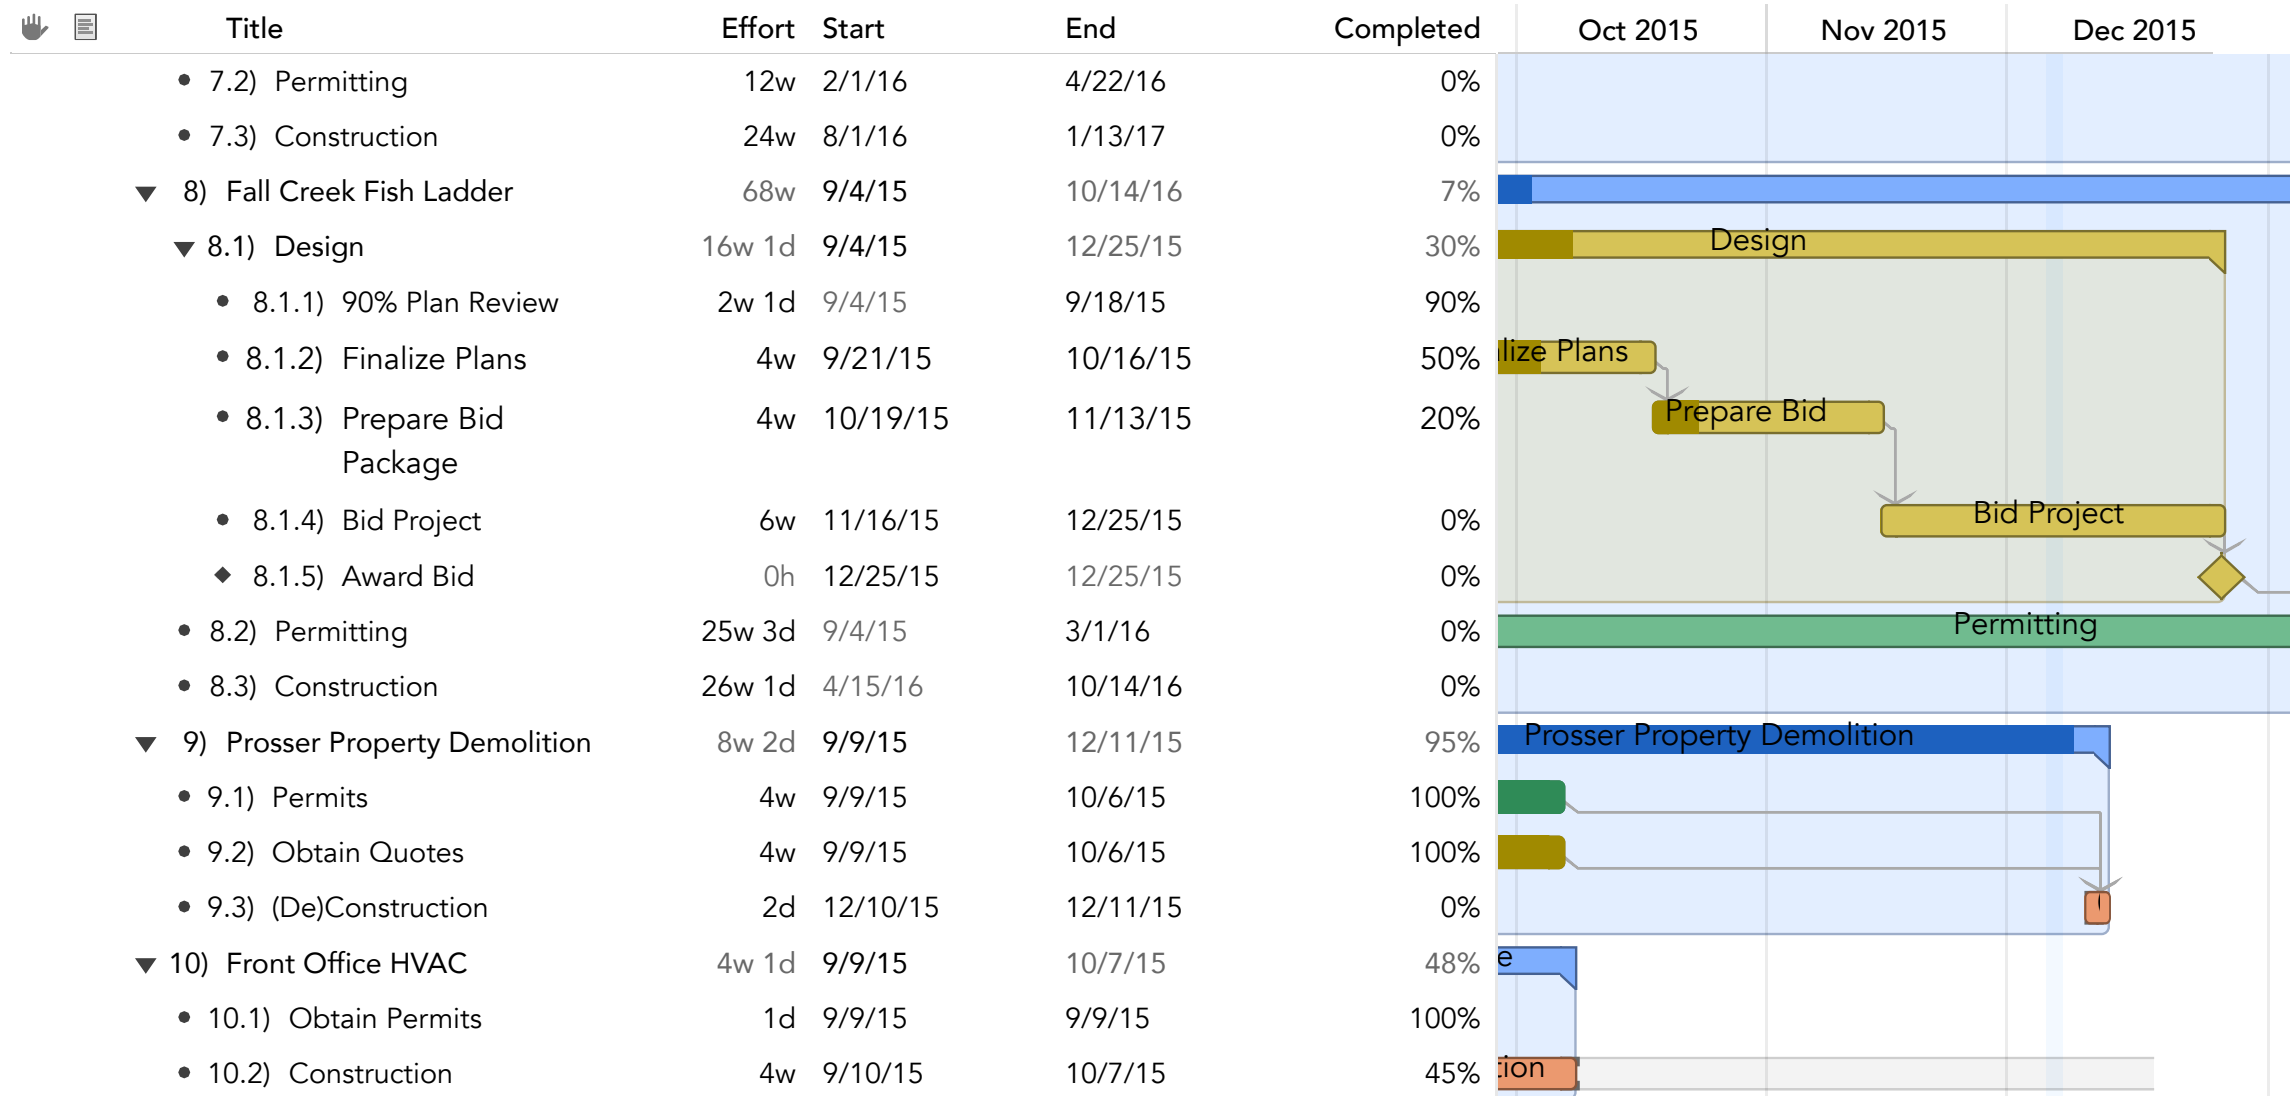 Title Effort Start End Completed Oct 2015 Nov 2015 Dec 2015
7.2) Permitting 12w 2/1/16 4/22/16 0%
7.3) Construction 24w 8/1/16 1/13/17 0%
8) Fall Creek Fish Ladder 68w 9/4/15 10/14/16 7%
8.1) Design 16w 1d 9/4/15 12/25/15 30% Design
8.1.1) 90% Plan Review 2w 1d 9/4/15 9/18/15 90%
8.1.2) Finalize Plans 4w 9/21/15 10/16/15 50% lize Plans
8.1.3) Prepare Bid 4w 10/19/15 11/13/15 20% Prepare Bid
Package
8.1.4) Bid Project 6w 11/16/15 12/25/15 0% Bid Project
8.1.5) Award Bid 0h 12/25/15 12/25/15 0%
8.2) Permitting 25w 3d 9/4/15 3/1/16 0% Permitting
8.3) Construction 26w 1d 4/15/16 10/14/16 0%
9) Prosser Property Demolition 8w 2d 9/9/15 12/11/15 95% Prosser Property Demolition
9.1) Permits 4w 9/9/15 10/6/15 100%
9.2) Obtain Quotes 4w 9/9/15 10/6/15 100%
9.3) (De)Construction 2d 12/10/15 12/11/15 0%
10) Front Office HVAC 4w 1d 9/9/15 10/7/15 48% e
10.1) Obtain Permits 1d 9/9/15 9/9/15 100%
10.2) Construction 4w 9/10/15 10/7/15 45% tion